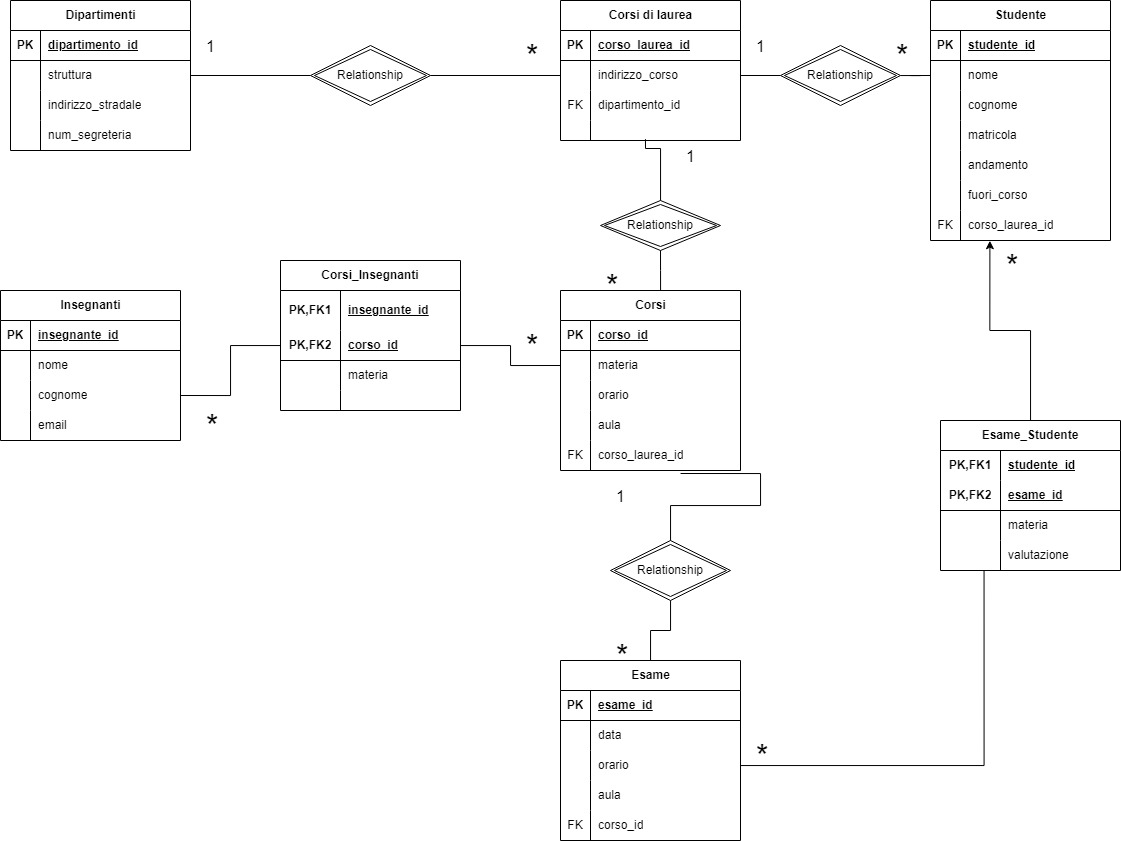 Dipartimenti
PK dipartimento_id
struttura
indirizzo_stradale
num_segreteria
1
Relationship
*
Corsi di laurea
PK corso_laurea_id
indirizzo_corso
FK dipartimento_id
1
Relationship
*
Studente
PK studente_id
nome
cognome
matricola
andamento
fuori_corso
FK corso_laurea_id
1
Relationship
*
*
Insegnanti
PK insegnante_id
nome
cognome
email
*
Corsi_Insegnanti
PK,FK1 insegnante_id
PK,FK2 corso_id
materia
*
Corsi
PK corso_id
materia
orario
aula
FK corso_laurea_id
1
Relationship
*
Esame_Studente
PK,FK1 studente_id
PK,FK2 esame_id
materia
valutazione
Esame
PK esame_id
data
orario
aula
FK corso_id
*